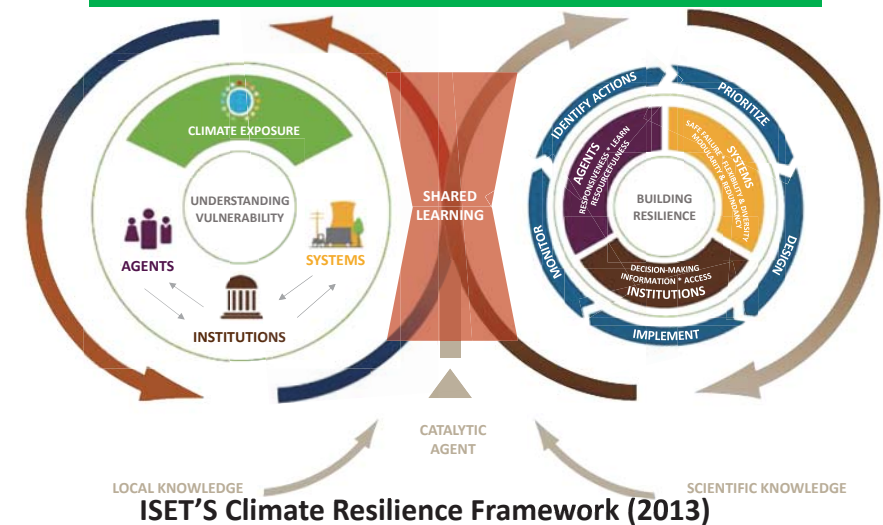 CLIMATE EXPOSURE
UNDERSTANDING
VULNERABILITY
AGENTS
SYSTEMS
INSTITUTIONS
SHARED
LEARNING
IDENTIFY ACTIONS
PRIORITIZE
DESIGN
IMPLEMENT
MONITOR
AGENTS
RESPONSIVENESS * LEARN
RESOURCEFULNESS
SYSTEMS
SAFE FAILURE * FLEXIBILITY & DIVERSITY
MODULARITY & REDUNDANCY
BUILDING
RESILIENCE
DECISION-MAKING
INFORMATION * ACCESS
INSTITUTIONS
CATALYTIC
AGENT
LOCAL KNOWLEDGE
SCIENTIFIC KNOWLEDGE
ISET'S Climate Resilience Framework (2013)